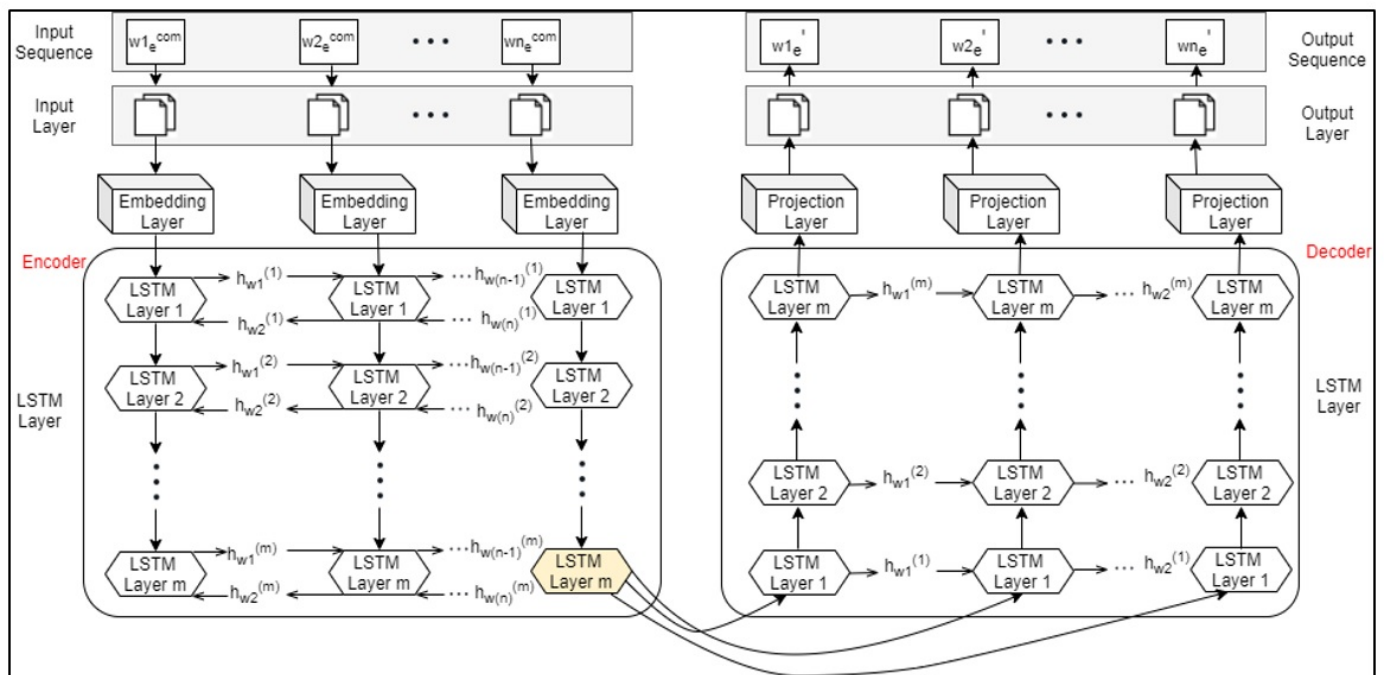 Input Sequence
w1e^com w2e^com ••• wne^com
w1e' w2e' ••• wne'
Output Sequence
Input Layer
•••
•••
Output Layer
Embedding Layer
Embedding Layer
Embedding Layer
Projection Layer
Projection Layer
Projection Layer
Encoder
Decoder
LSTM Layer 1
hw1^(1)
LSTM Layer 1
···hw(n-1)^(1)
LSTM Layer 1
hw2^(1)
··· hw(n)^(1)
LSTM Layer 2
hw1^(2)
LSTM Layer 2
···hw(n-1)^(2)
LSTM Layer 2
hw2^(2)
··· hw(n)^(2)
LSTM Layer
LSTM Layer m
hw1^(m)
LSTM Layer m
···hw(n-1)^(m)
LSTM Layer m
hw2^(m)
··· hw(n)^(m)
LSTM Layer m
hw1^(m)
LSTM Layer m
··· hw2^(m)
LSTM Layer m
LSTM Layer
LSTM Layer 2
hw1^(2)
LSTM Layer 2
··· hw2^(2)
LSTM Layer 2
LSTM Layer 1
hw1^(1)
LSTM Layer 1
··· hw2^(1)
LSTM Layer 1